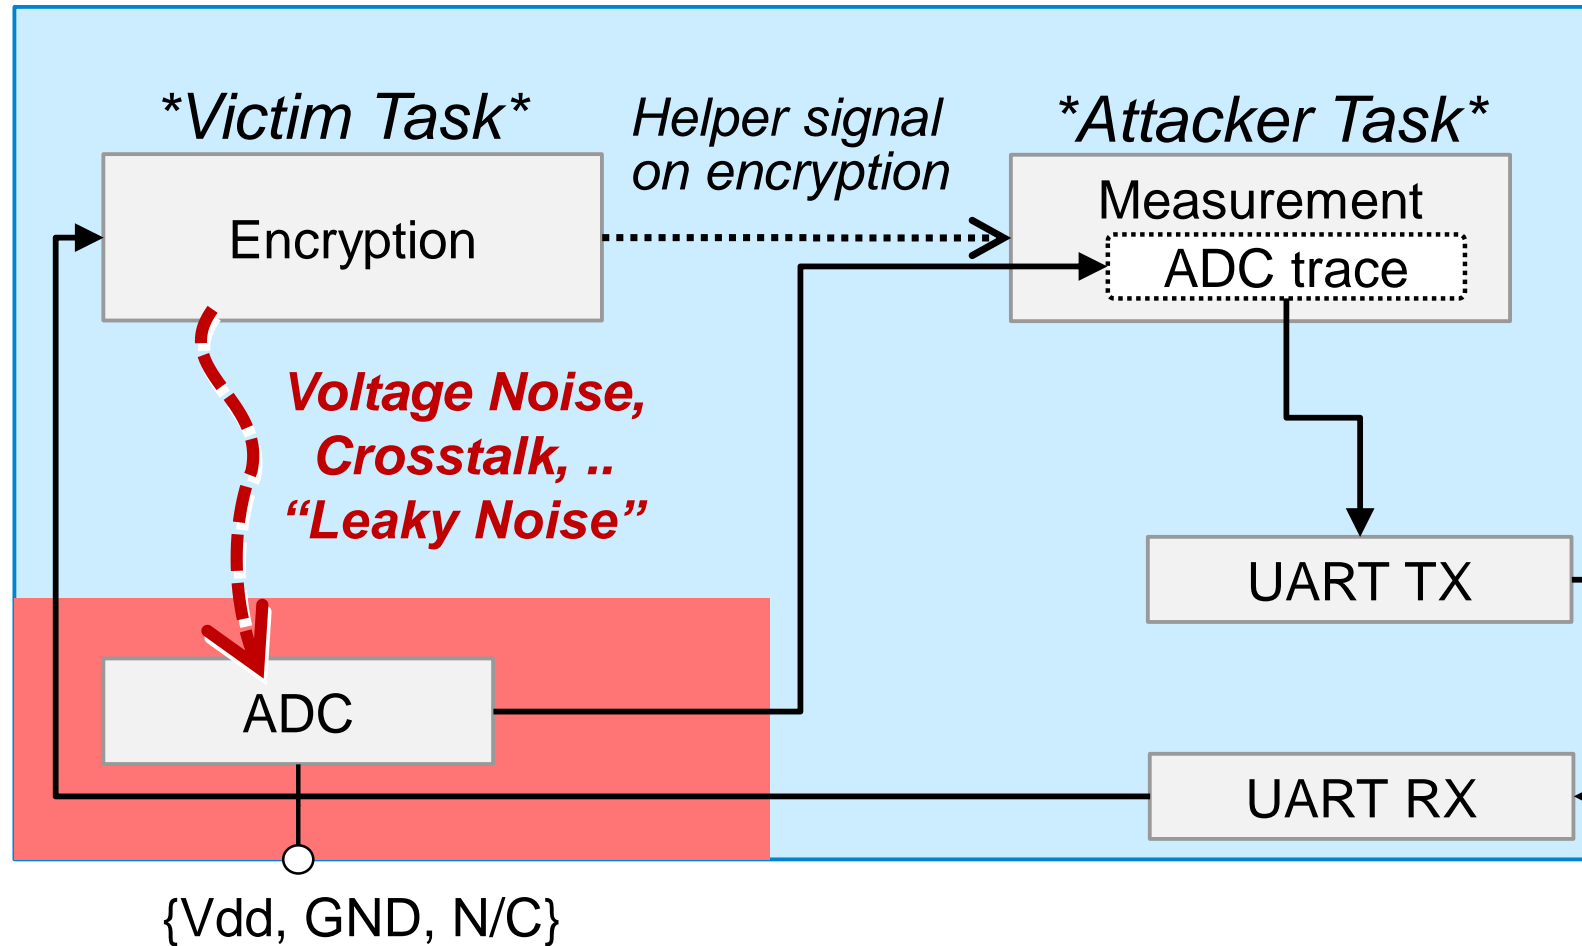 *Victim Task*
Helper signal
on encryption
*Attacker Task*
Encryption
Measurement
ADC trace
Voltage Noise,
Crosstalk, ..
“Leaky Noise”
UART TX
ADC
UART RX
{Vdd, GND, N/C}